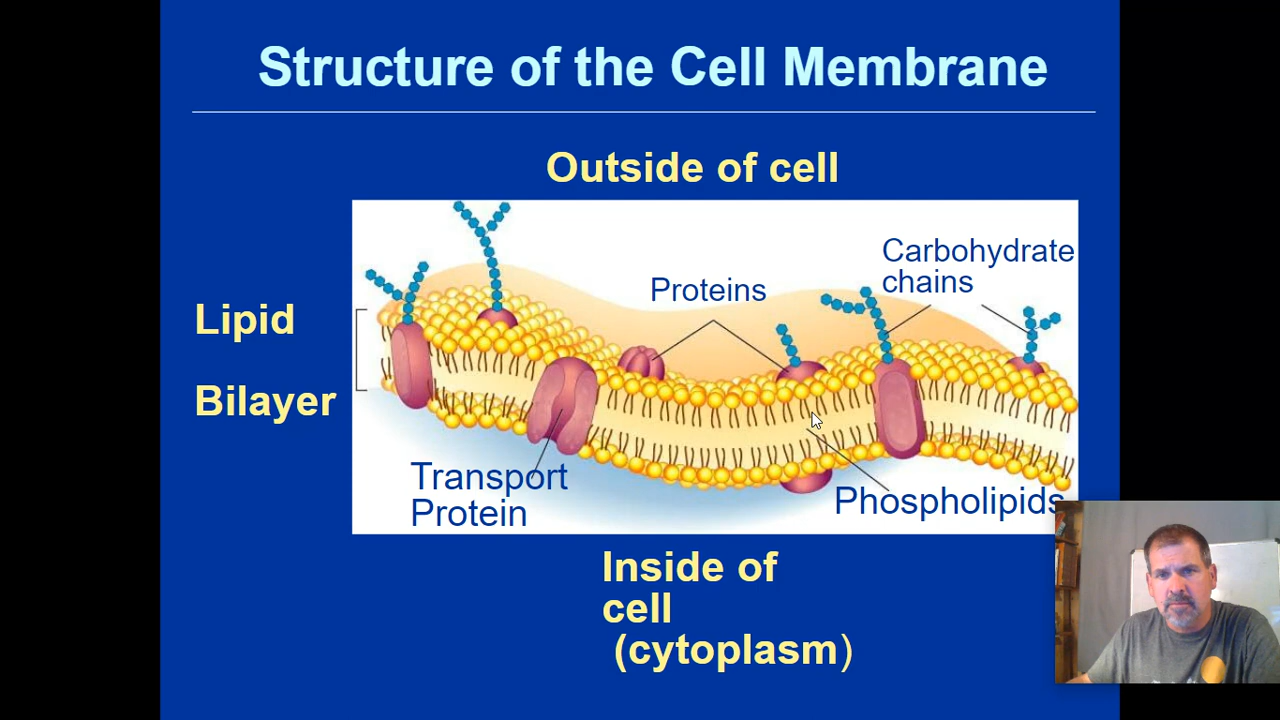 Structure of the Cell Membrane
Outside of cell
Carbohydrate
chains
Proteins
Lipid
Bilayer
Transport
Protein
Phospholipids
Inside of
cell
(cytoplasm)